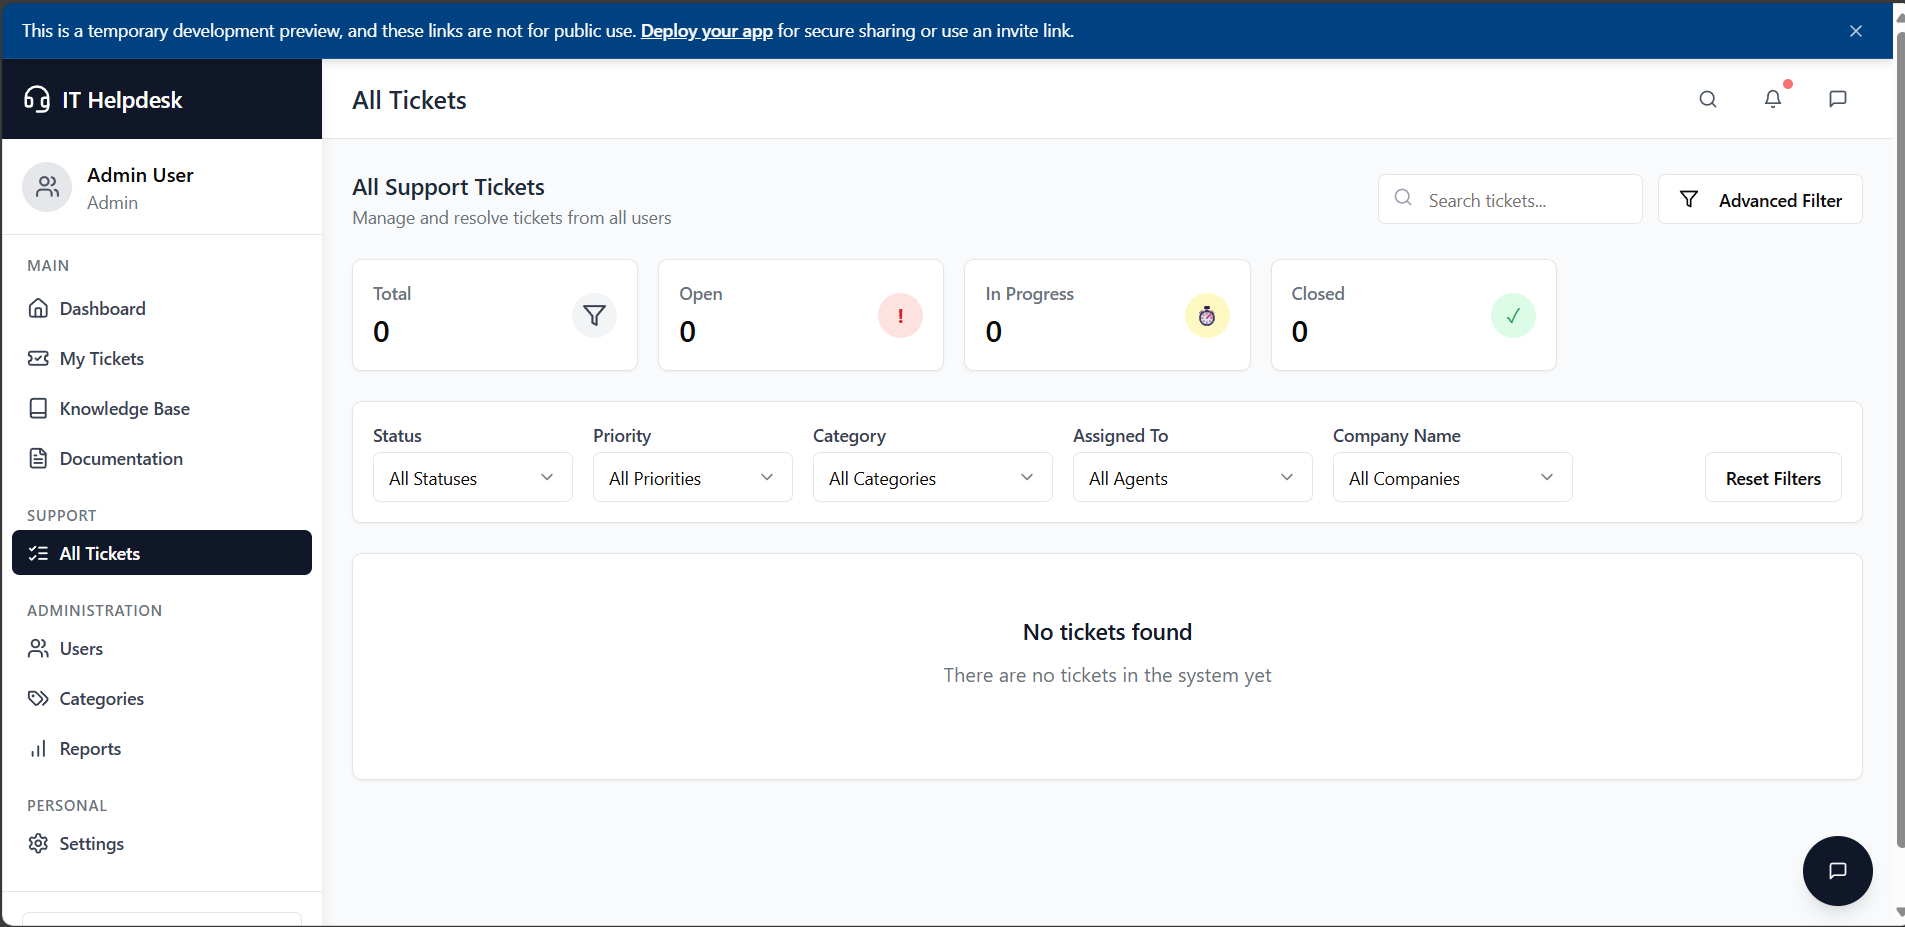 This is a temporary development preview, and these links are not for public use. Deploy your app for secure sharing or use an invite link.
IT Helpdesk
All Tickets
Admin User
Admin
MAIN
Dashboard
My Tickets
Knowledge Base
Documentation
SUPPORT
All Tickets
ADMINISTRATION
Users
Categories
Reports
PERSONAL
Settings
All Support Tickets
Manage and resolve tickets from all users
Search tickets...
Advanced Filter
Total
0
Open
0
!
In Progress
0
Closed
0
Status
Priority
Category
Assigned To
Company Name
All Statuses
All Priorities
All Categories
All Agents
All Companies
Reset Filters
No tickets found
There are no tickets in the system yet